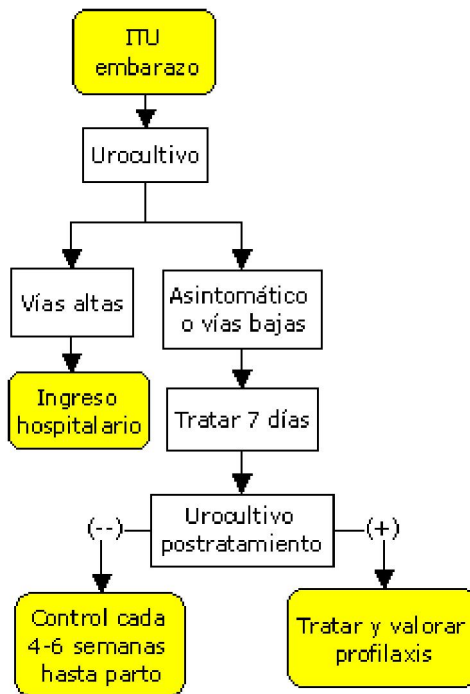 ITU
embarazo
Urocultivo
Vías altas
Asintomático
o vías bajas
Ingreso
hospitalario
Tratar 7 días
(--)
Urocultivo
postratamiento
(+)
Control cada
4-6 semanas
hasta parto
Tratar y valorar
profilaxis